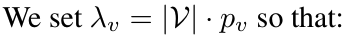 We set λ_v = |𝒱| · p_v so that: